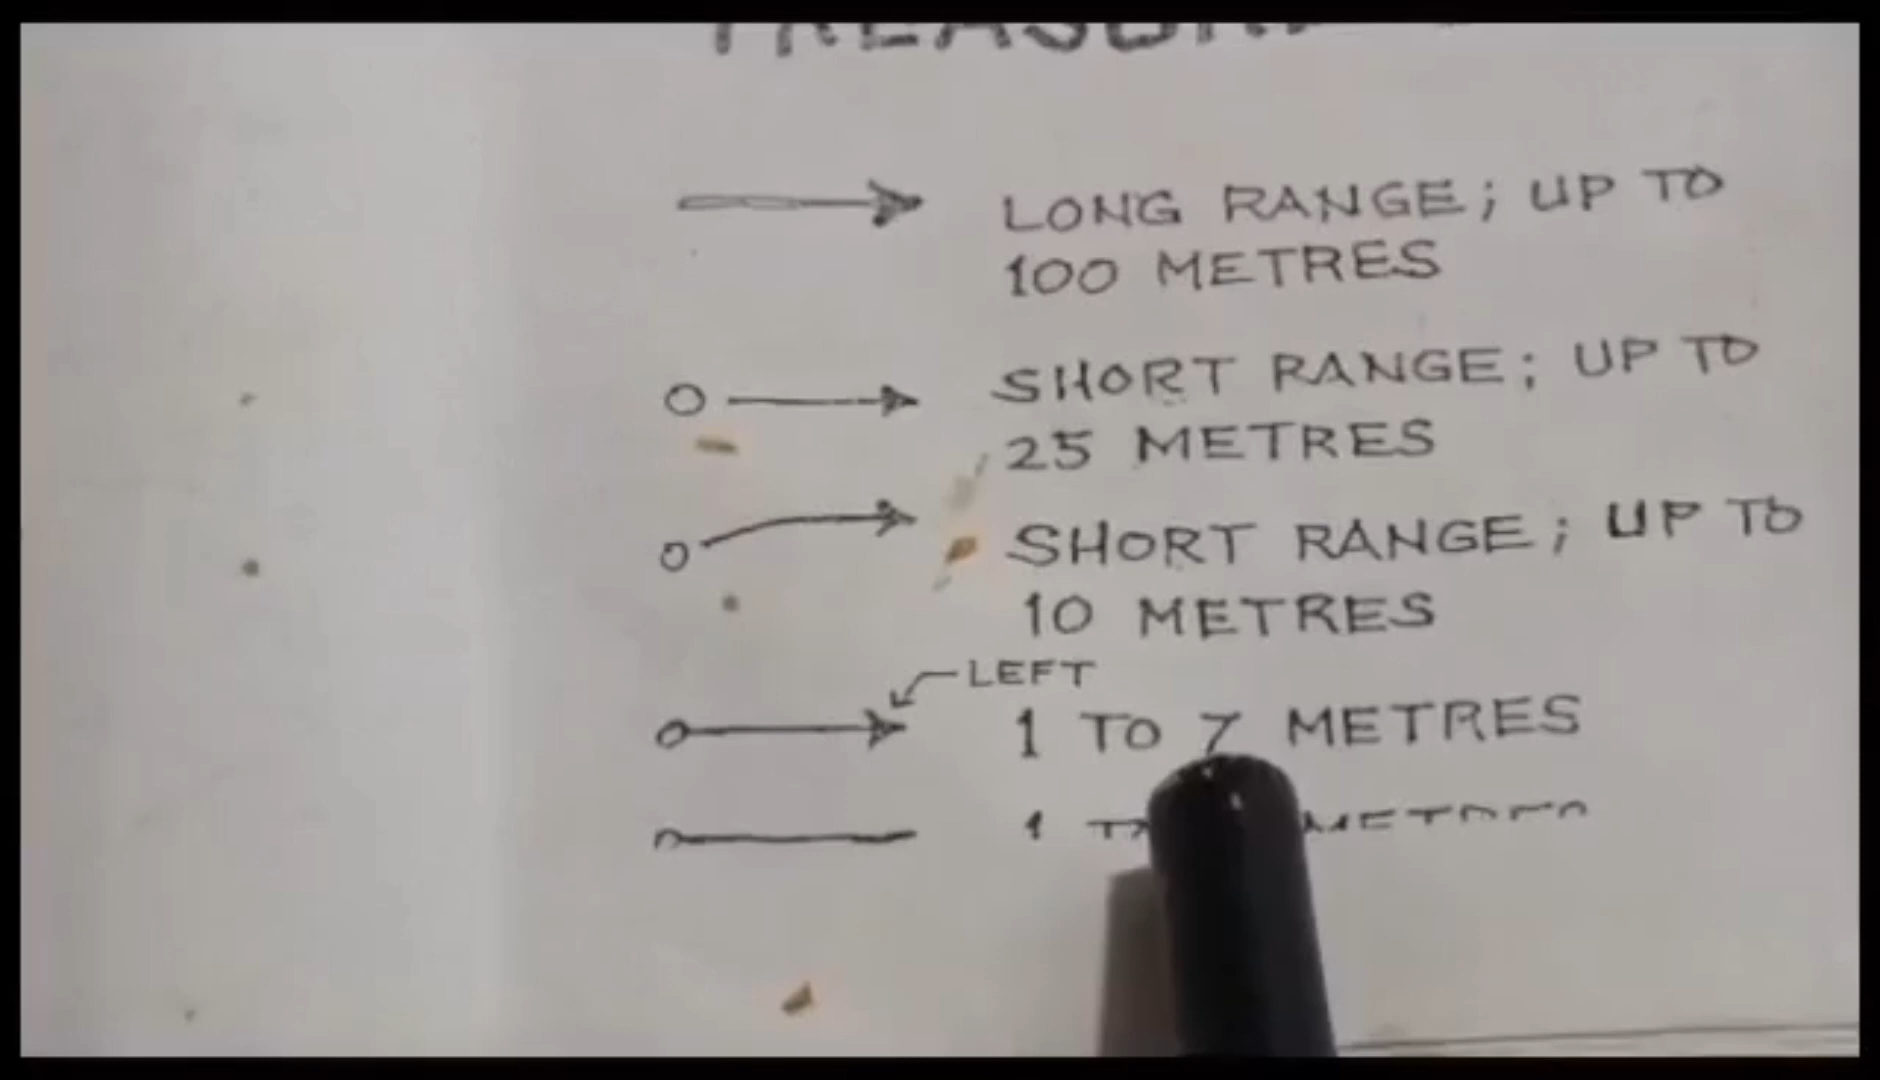 LONG RANGE; UP TO
100 METRES
SHORT RANGE; UP TO
25 METRES
SHORT RANGE; UP TO
10 METRES
LEFT
1 TO 7 METRES